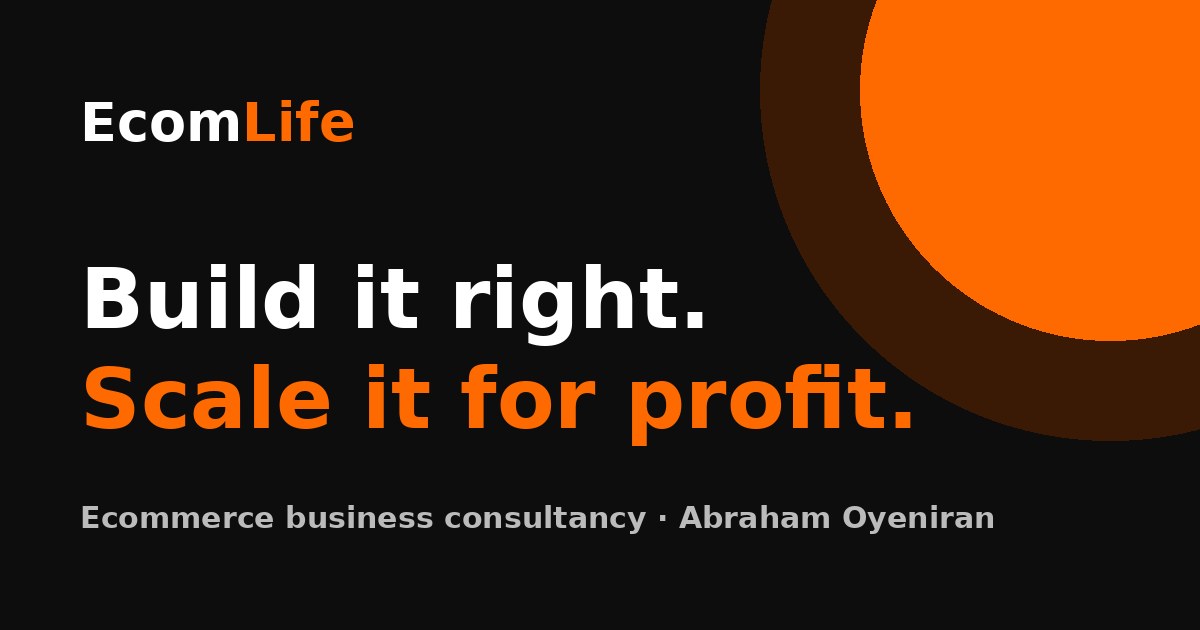 EcomLife
Build it right.
Scale it for profit.
Ecommerce business consultancy · Abraham Oyeniran